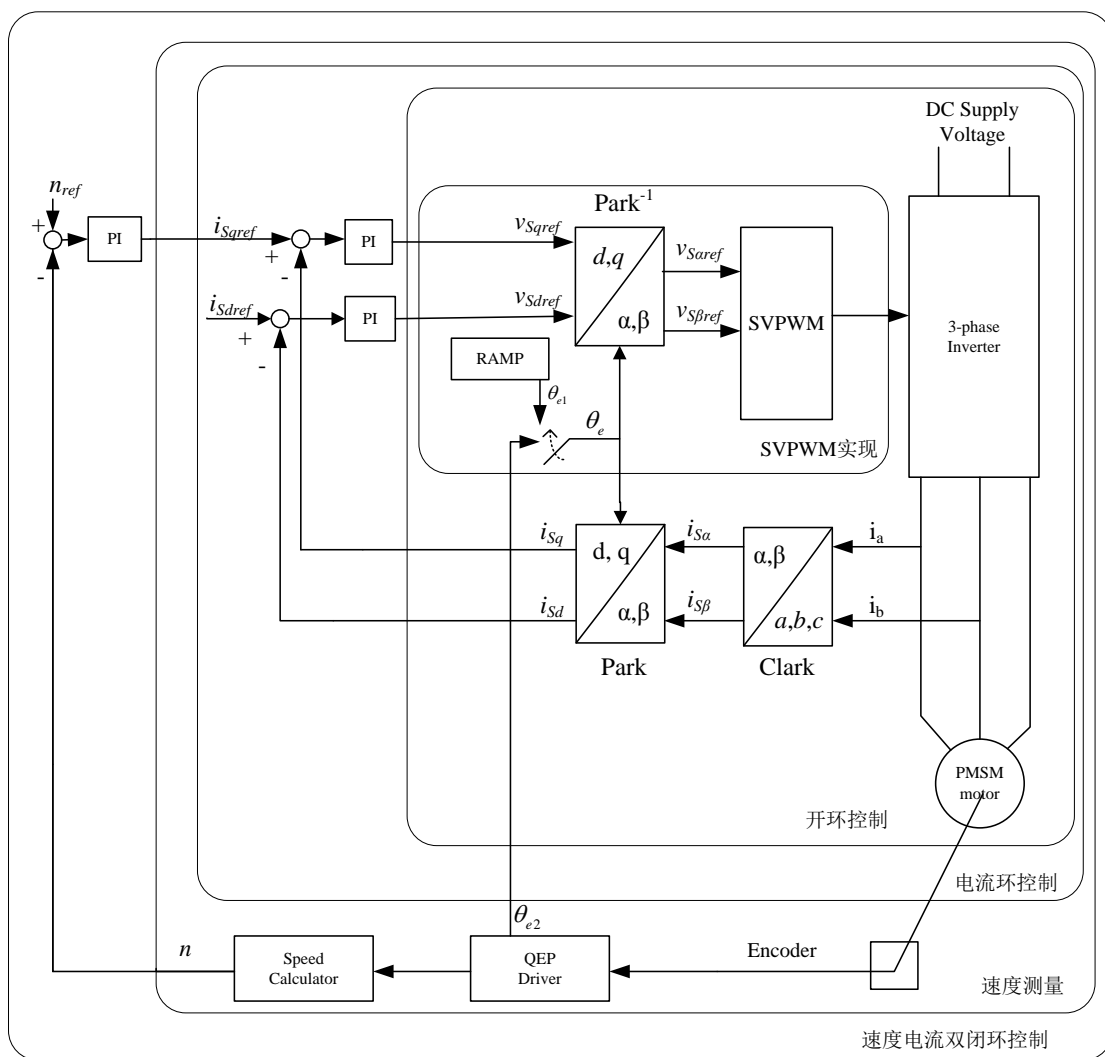 DC Supply
Voltage
n_ref
+
-
PI
i_Sqref
+
-
PI
v_Sqref
Park⁻¹
d,q
α,β
v_Sαref
v_Sβref
SVPWM
3-phase
Inverter
i_Sdref
+
-
PI
v_Sdref
RAMP
θ_e1
θ_e
SVPWM实现
i_Sq
i_Sd
d, q
α,β
Park
i_Sα
i_Sβ
α,β
a,b,c
Clark
i_a
i_b
PMSM
motor
开环控制
电流环控制
θ_e2
n
Speed
Calculator
QEP
Driver
Encoder
速度测量
速度电流双闭环控制